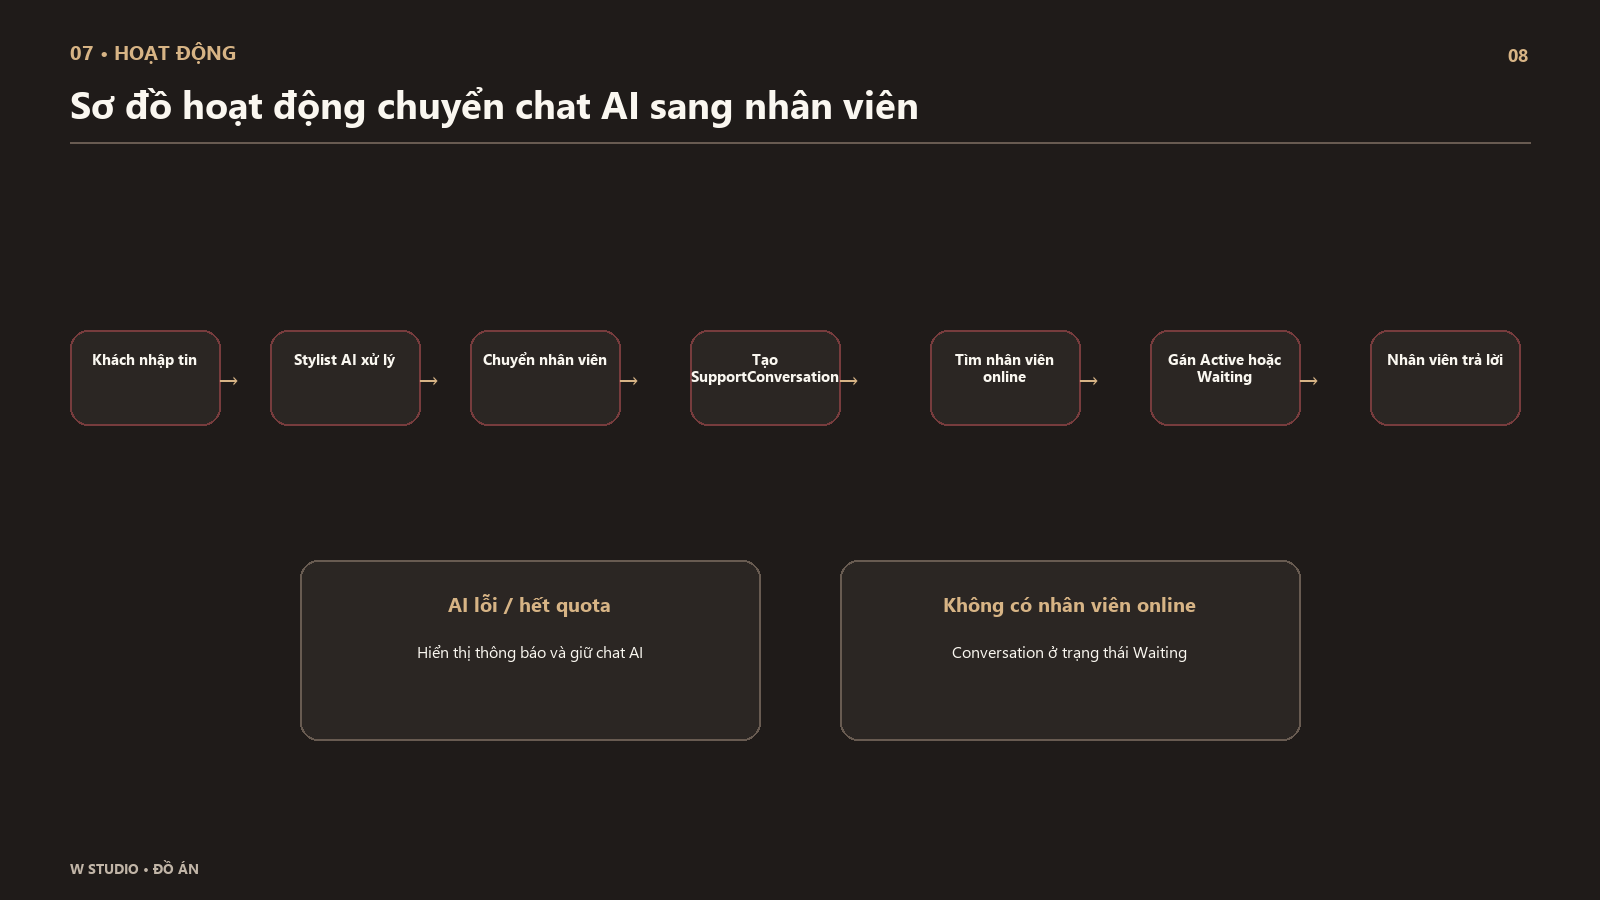 07 • HOẠT ĐỘNG
08
Sơ đồ hoạt động chuyển chat AI sang nhân viên
Khách nhập tin
→
Stylist AI xử lý
→
Chuyển nhân viên
→
Tạo
SupportConversation
→
Tìm nhân viên
online
→
Gán Active hoặc
Waiting
→
Nhân viên trả lời
AI lỗi / hết quota
Hiển thị thông báo và giữ chat AI
Không có nhân viên online
Conversation ở trạng thái Waiting
W STUDIO • ĐỒ ÁN